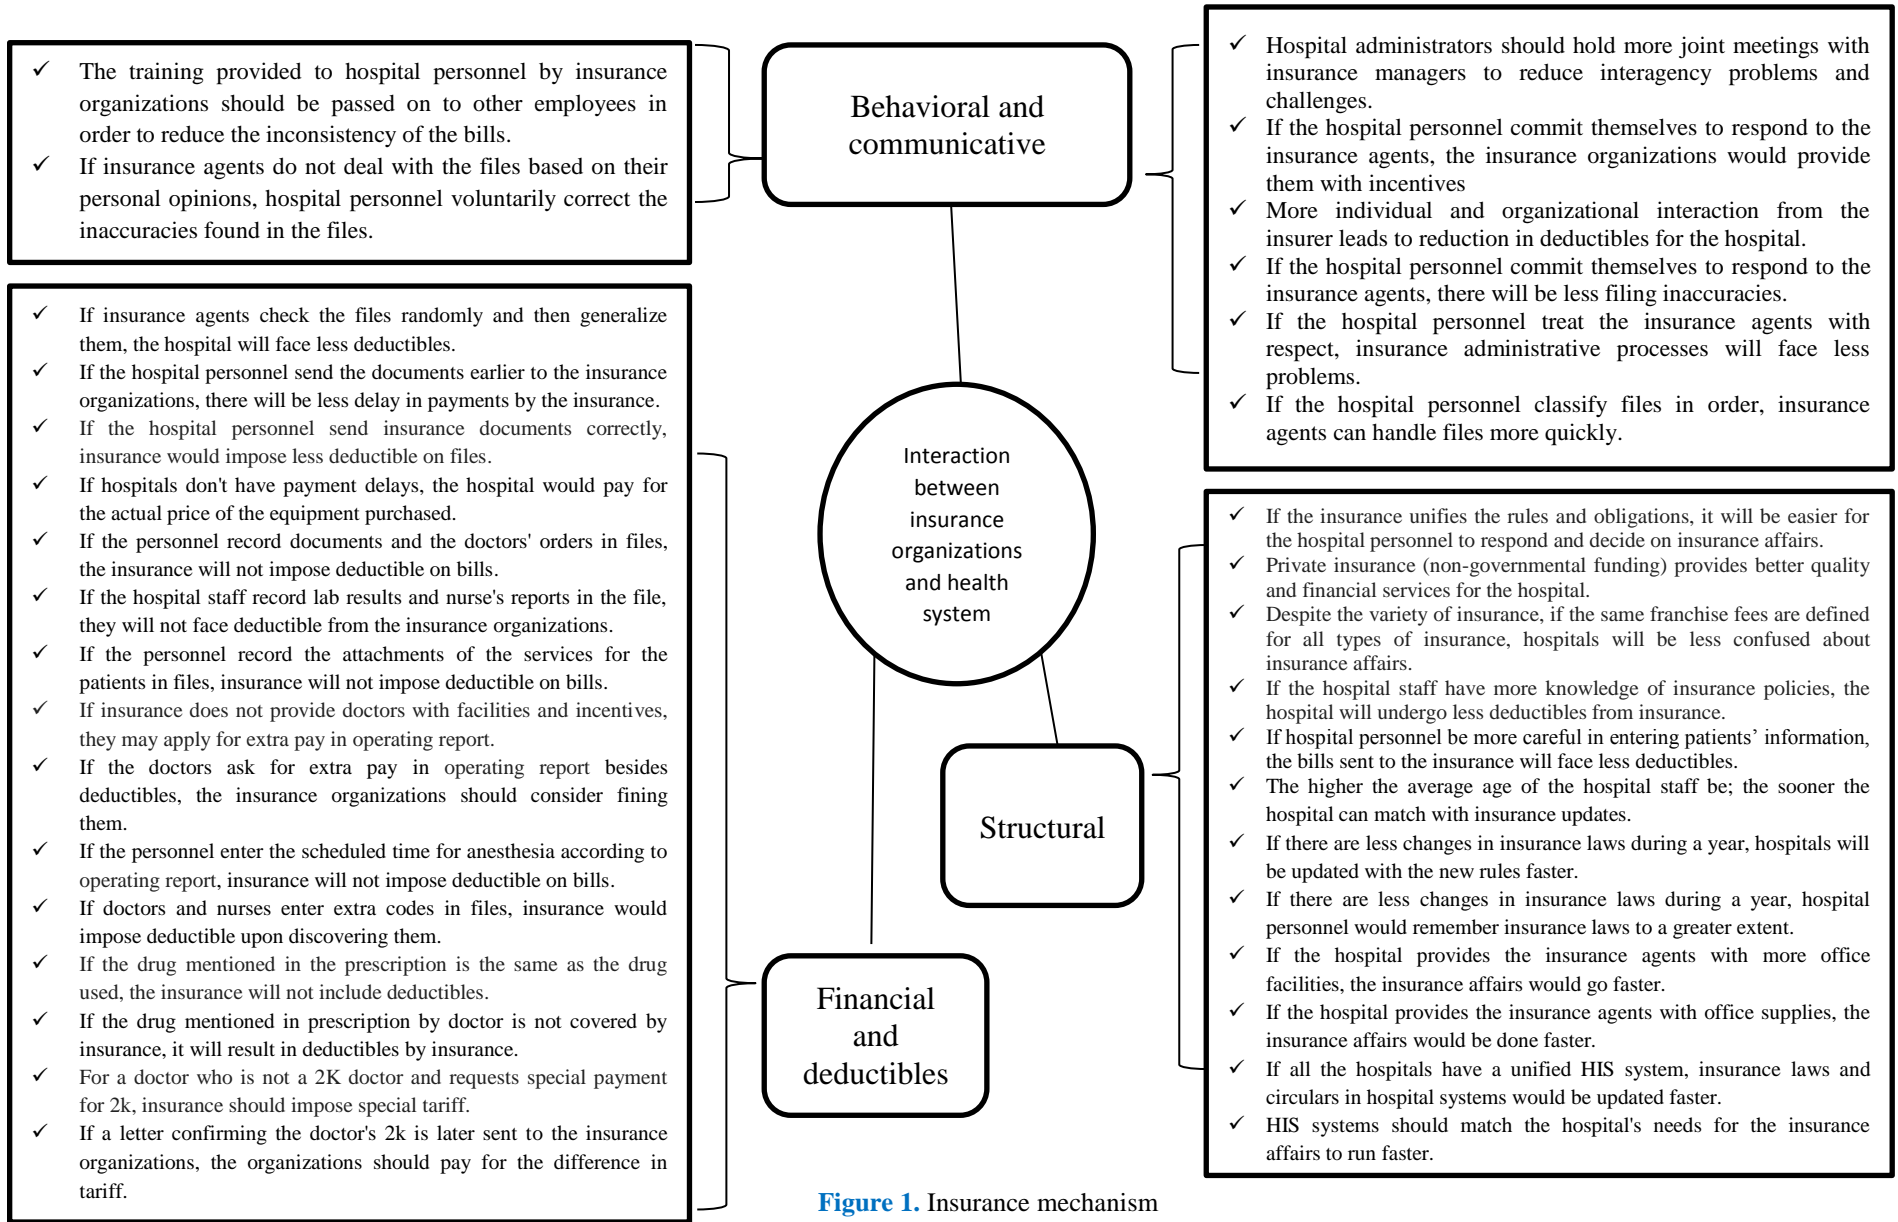 ✓ The training provided to hospital personnel by insurance
organizations should be passed on to other employees in
order to reduce the inconsistency of the bills.
✓ If insurance agents do not deal with the files based on their
personal opinions, hospital personnel voluntarily correct the
inaccuracies found in the files.
Behavioral and
communicative
✓ Hospital administrators should hold more joint meetings with
insurance managers to reduce interagency problems and
challenges.
✓ If the hospital personnel commit themselves to respond to the
insurance agents, the insurance organizations would provide
them with incentives
✓ More individual and organizational interaction from the
insurer leads to reduction in deductibles for the hospital.
✓ If the hospital personnel commit themselves to respond to the
insurance agents, there will be less filing inaccuracies.
✓ If the hospital personnel treat the insurance agents with
respect, insurance administrative processes will face less
problems.
✓ If the hospital personnel classify files in order, insurance
agents can handle files more quickly.
✓ If insurance agents check the files randomly and then generalize
them, the hospital will face less deductibles.
✓ If the hospital personnel send the documents earlier to the insurance
organizations, there will be less delay in payments by the insurance.
✓ If the hospital personnel send insurance documents correctly,
insurance would impose less deductible on files.
✓ If hospitals don't have payment delays, the hospital would pay for
the actual price of the equipment purchased.
✓ If the personnel record documents and the doctors' orders in files,
the insurance will not impose deductible on bills.
✓ If the hospital staff record lab results and nurse's reports in the file,
they will not face deductible from the insurance organizations.
✓ If the personnel record the attachments of the services for the
patients in files, insurance will not impose deductible on bills.
✓ If insurance does not provide doctors with facilities and incentives,
they may apply for extra pay in operating report.
✓ If the doctors ask for extra pay in operating report besides
deductibles, the insurance organizations should consider fining
them.
✓ If the personnel enter the scheduled time for anesthesia according to
operating report, insurance will not impose deductible on bills.
✓ If doctors and nurses enter extra codes in files, insurance would
impose deductible upon discovering them.
✓ If the drug mentioned in the prescription is the same as the drug
used, the insurance will not include deductibles.
✓ If the drug mentioned in prescription by doctor is not covered by
insurance, it will result in deductibles by insurance.
✓ For a doctor who is not a 2K doctor and requests special payment
for 2k, insurance should impose special tariff.
✓ If a letter confirming the doctor's 2k is later sent to the insurance
organizations, the organizations should pay for the difference in
tariff.
Interaction
between
insurance
organizations
and health
system
Structural
Financial
and
deductibles
✓ If the insurance unifies the rules and obligations, it will be easier for
the hospital personnel to respond and decide on insurance affairs.
✓ Private insurance (non-governmental funding) provides better quality
and financial services for the hospital.
✓ Despite the variety of insurance, if the same franchise fees are defined
for all types of insurance, hospitals will be less confused about
insurance affairs.
✓ If the hospital staff have more knowledge of insurance policies, the
hospital will undergo less deductibles from insurance.
✓ If hospital personnel be more careful in entering patients’ information,
the bills sent to the insurance will face less deductibles.
✓ The higher the average age of the hospital staff be; the sooner the
hospital can match with insurance updates.
✓ If there are less changes in insurance laws during a year, hospitals will
be updated with the new rules faster.
✓ If there are less changes in insurance laws during a year, hospital
personnel would remember insurance laws to a greater extent.
✓ If the hospital provides the insurance agents with more office
facilities, the insurance affairs would go faster.
✓ If the hospital provides the insurance agents with office supplies, the
insurance affairs would be done faster.
✓ If all the hospitals have a unified HIS system, insurance laws and
circulars in hospital systems would be updated faster.
✓ HIS systems should match the hospital's needs for the insurance
affairs to run faster.
Figure 1. Insurance mechanism